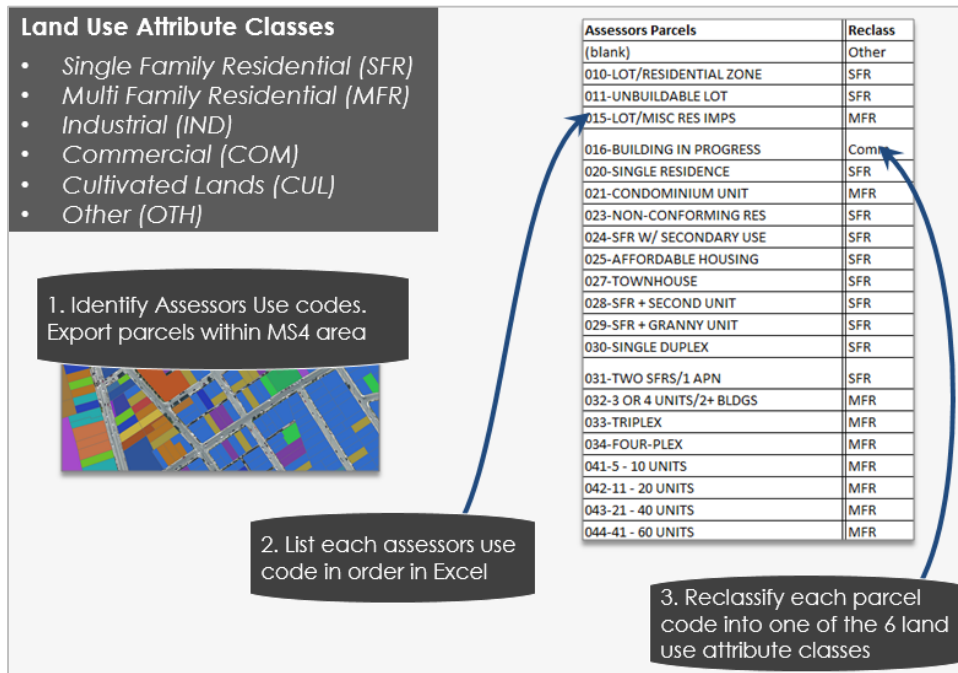 Land Use Attribute Classes
• Single Family Residential (SFR)
• Multi Family Residential (MFR)
• Industrial (IND)
• Commercial (COM)
• Cultivated Lands (CUL)
• Other (OTH)
1. Identify Assessors Use codes.
Export parcels within MS4 area
2. List each assessors use
code in order in Excel
Assessors Parcels Reclass
(blank) Other
010-LOT/RESIDENTIAL ZONE SFR
011-UNBUILDABLE LOT SFR
015-LOT/MISC RES IMPS MFR
016-BUILDING IN PROGRESS Comm
020-SINGLE RESIDENCE SFR
021-CONDOMINIUM UNIT MFR
023-NON-CONFORMING RES SFR
024-SFR W/ SECONDARY USE SFR
025-AFFORDABLE HOUSING SFR
027-TOWNHOUSE SFR
028-SFR + SECOND UNIT SFR
029-SFR + GRANNY UNIT SFR
030-SINGLE DUPLEX SFR
031-TWO SFRS/1 APN SFR
032-3 OR 4 UNITS/2+ BLDGS MFR
033-TRIPLEX MFR
034-FOUR-PLEX MFR
041-5 - 10 UNITS MFR
042-11 - 20 UNITS MFR
043-21 - 40 UNITS MFR
044-41 - 60 UNITS MFR
3. Reclassify each parcel
code into one of the 6 land
use attribute classes